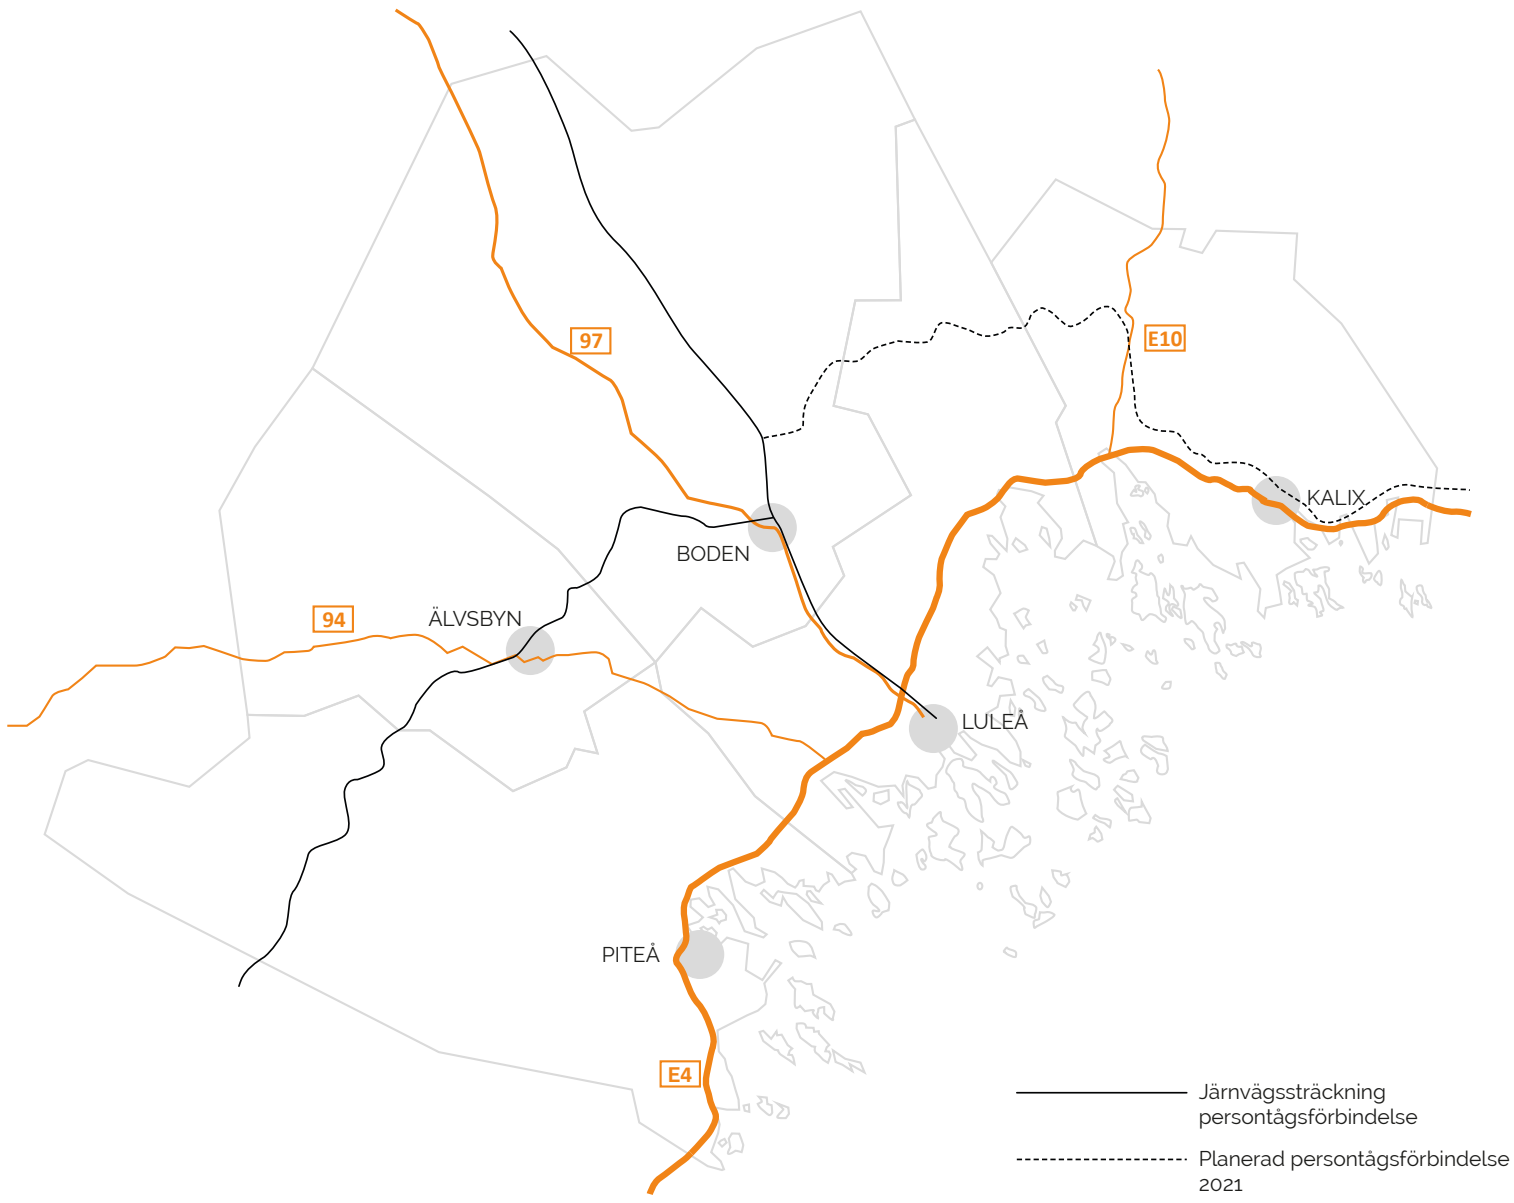 97
E10
KALIX
BODEN
94
ÄLVSBYN
LULEÅ
PITEÅ
E4
Järnvägssträckning
persontågsförbindelse
Planerad persontågsförbindelse
2021